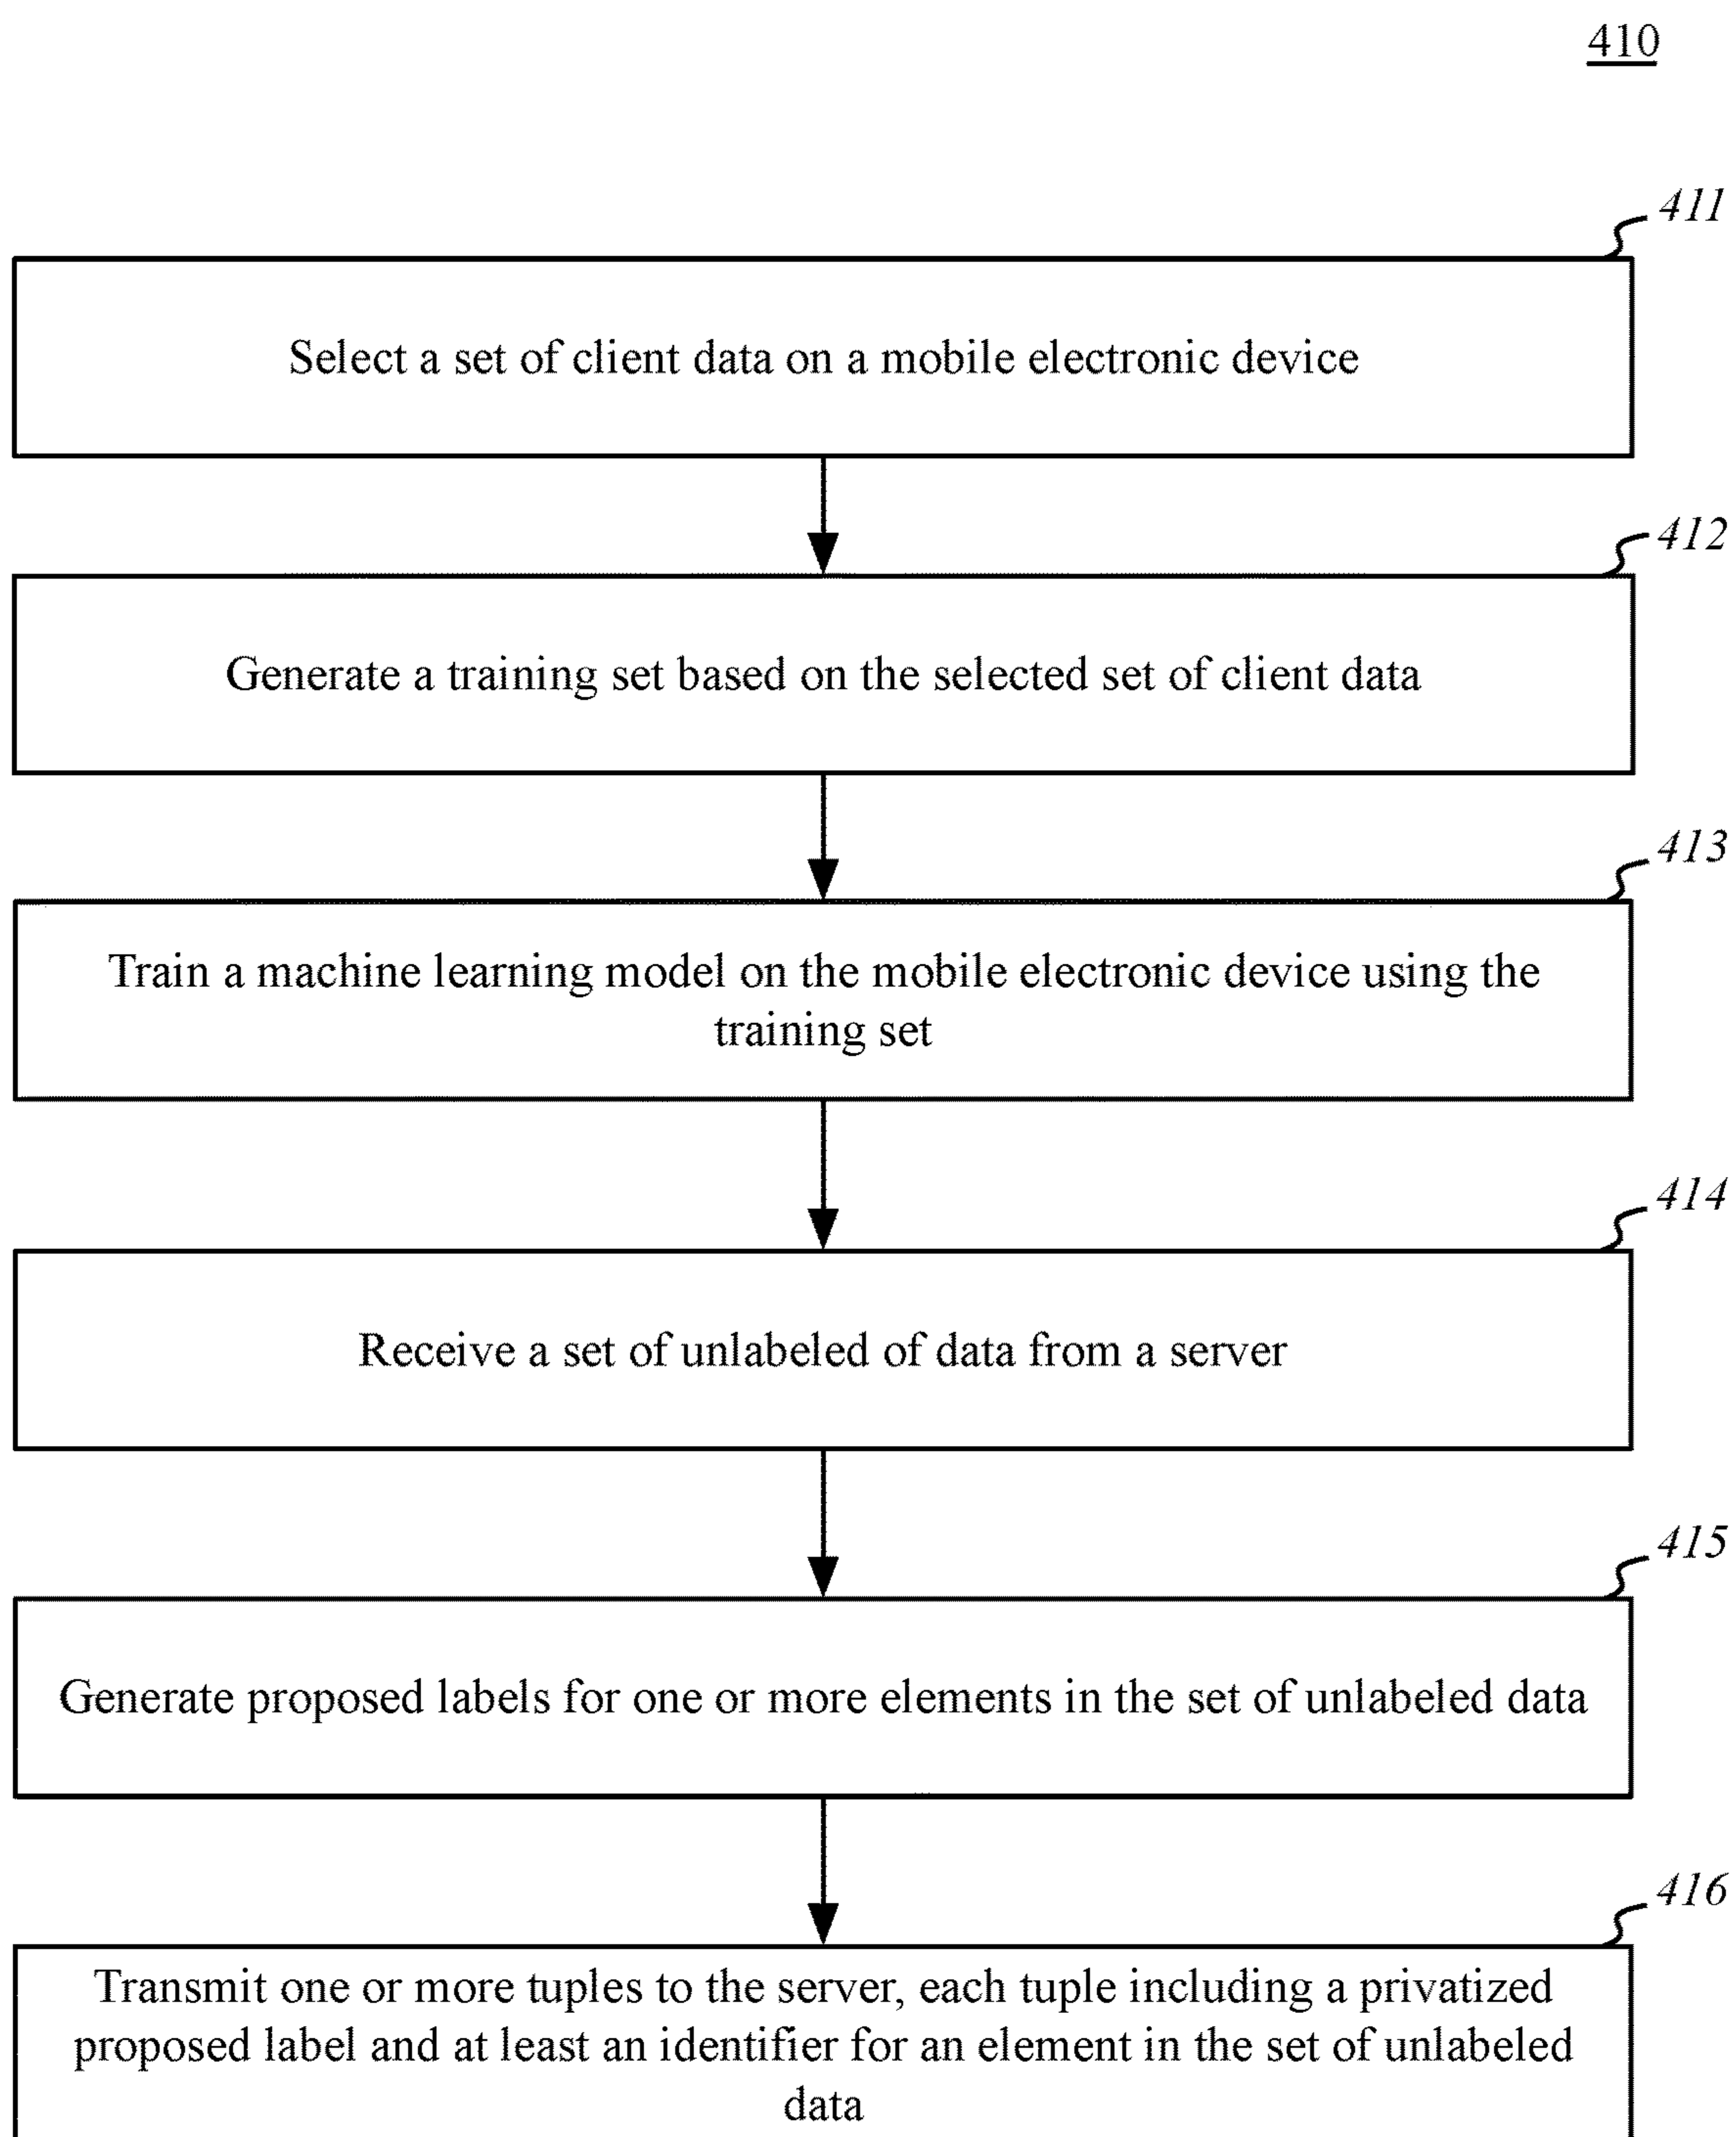 410
411
Select a set of client data on a mobile electronic device
412
Generate a training set based on the selected set of client data
413
Train a machine learning model on the mobile electronic device using the
training set
414
Receive a set of unlabeled of data from a server
415
Generate proposed labels for one or more elements in the set of unlabeled data
416
Transmit one or more tuples to the server, each tuple including a privatized
proposed label and at least an identifier for an element in the set of unlabeled
data